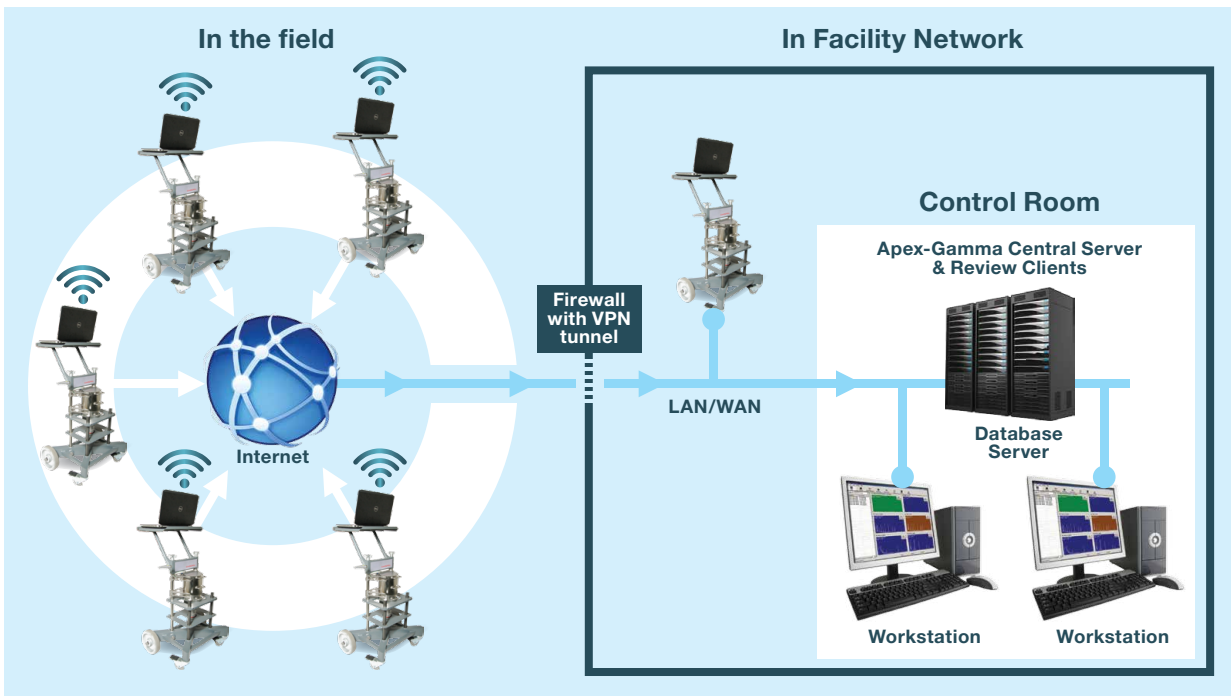 In the field
In Facility Network
Control Room
Apex-Gamma Central Server
& Review Clients
Firewall
with VPN
tunnel
LAN/WAN
Internet
Database
Server
Workstation
Workstation